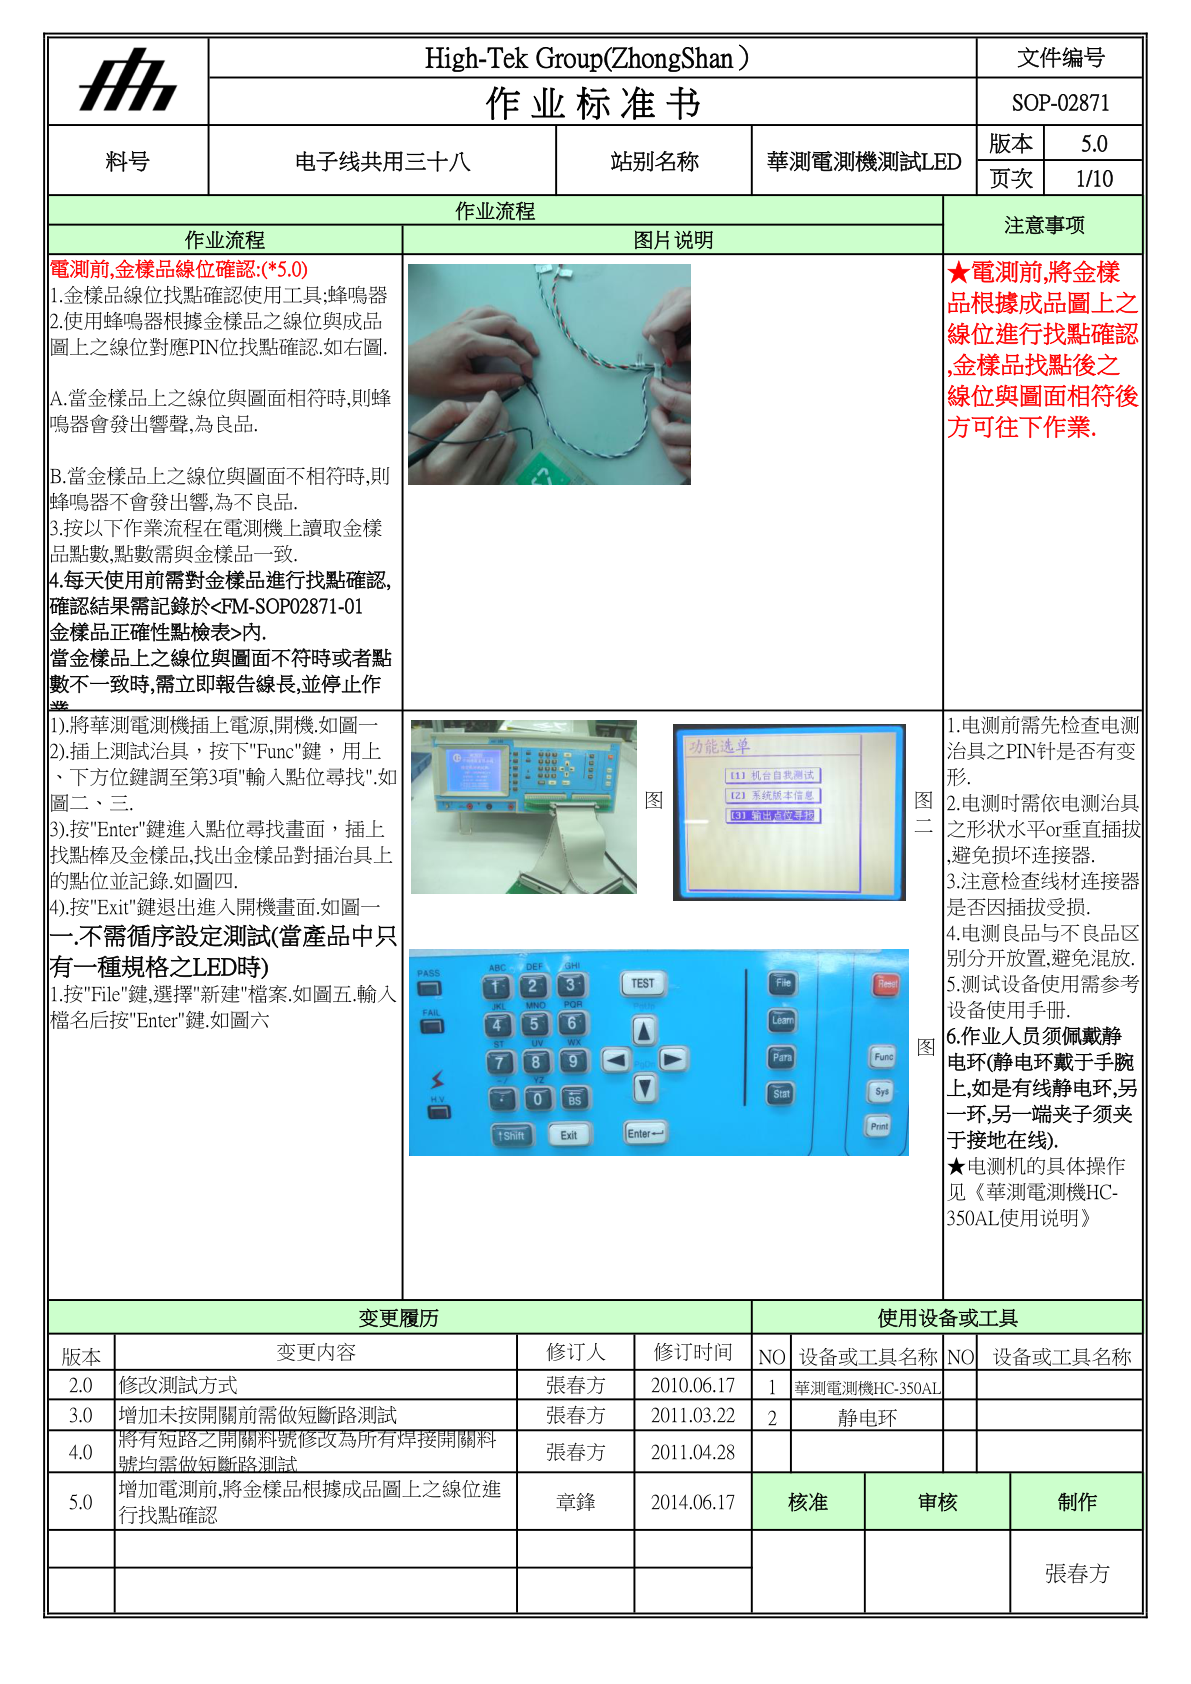 High-Tek Group(ZhongShan）
文件编号
作 业 标 准 书
SOP-02871
料号
电子线共用三十八
站别名称
華測電測機測試LED
版本
5.0
页次
1/10
作业流程
注意事项
作业流程
图片说明
電測前,金樣品線位確認:(*5.0)
1.金樣品線位找點確認使用工具;蜂鳴器
2.使用蜂鳴器根據金樣品之線位與成品
圖上之線位對應PIN位找點確認.如右圖.
A.當金樣品上之線位與圖面相符時,則蜂
鳴器會發出響聲,為良品.
B.當金樣品上之線位與圖面不相符時,則
蜂鳴器不會發出響,為不良品.
3.按以下作業流程在電測機上讀取金樣
品點數,點數需與金樣品一致.
4.每天使用前需對金樣品進行找點確認,
確認結果需記錄於<FM-SOP02871-01
金樣品正確性點檢表>內.
當金樣品上之線位與圖面不符時或者點
數不一致時,需立即報告線長,並停止作
業
★電測前,將金樣
品根據成品圖上之
線位進行找點確認
,金樣品找點後之
線位與圖面相符後
方可往下作業.
1).將華測電測機插上電源,開機.如圖一
2).插上測試治具，按下"Func"鍵，用上
、下方位鍵調至第3項"輸入點位尋找".如
圖二、三.
3).按"Enter"鍵進入點位尋找畫面，插上
找點棒及金樣品,找出金樣品對插治具上
的點位並記錄.如圖四.
4).按"Exit"鍵退出進入開機畫面.如圖一
一.不需循序設定測試(當產品中只
有一種規格之LED時)
1.按"File"鍵,選擇"新建"檔案.如圖五.輸入
檔名后按"Enter"鍵.如圖六
图
功能选单
[1] 机台自我测试
[2] 系统版本信息
[3] 输出点位寻找
图
二
PASS
FAIL
H.V
ABC
DEF
GHI
1
2
3
JKL
MNO
PQR
4
5
6
ST
UV
WX
7
8
9
YZ
0
BS
↑Shift
Exit
TEST
Enter
File
Learn
Para
Stat
Reset
Func
Sys
Print
图
1.电测前需先检查电测
治具之PIN针是否有变
形.
2.电测时需依电测治具
之形状水平or垂直插拔
,避免损坏连接器.
3.注意检查线材连接器
是否因插拔受损.
4.电测良品与不良品区
别分开放置,避免混放.
5.测试设备使用需参考
设备使用手册.
6.作业人员须佩戴静
电环(静电环戴于手腕
上,如是有线静电环,另
一环,另一端夹子须夹
于接地在线).
★电测机的具体操作
见《華測電測機HC-
350AL使用说明》
变更履历
使用设备或工具
版本
变更内容
修订人
修订时间
NO
设备或工具名称
NO
设备或工具名称
2.0
修改測試方式
張春方
2010.06.17
1
華測電測機HC-350AL
3.0
增加未按開關前需做短斷路測試
張春方
2011.03.22
2
静电环
4.0
將有短路之開關料號修改為所有焊接開關料
號均需做短斷路測試
張春方
2011.04.28
5.0
增加電測前,將金樣品根據成品圖上之線位進
行找點確認
章鋒
2014.06.17
核准
审核
制作
張春方